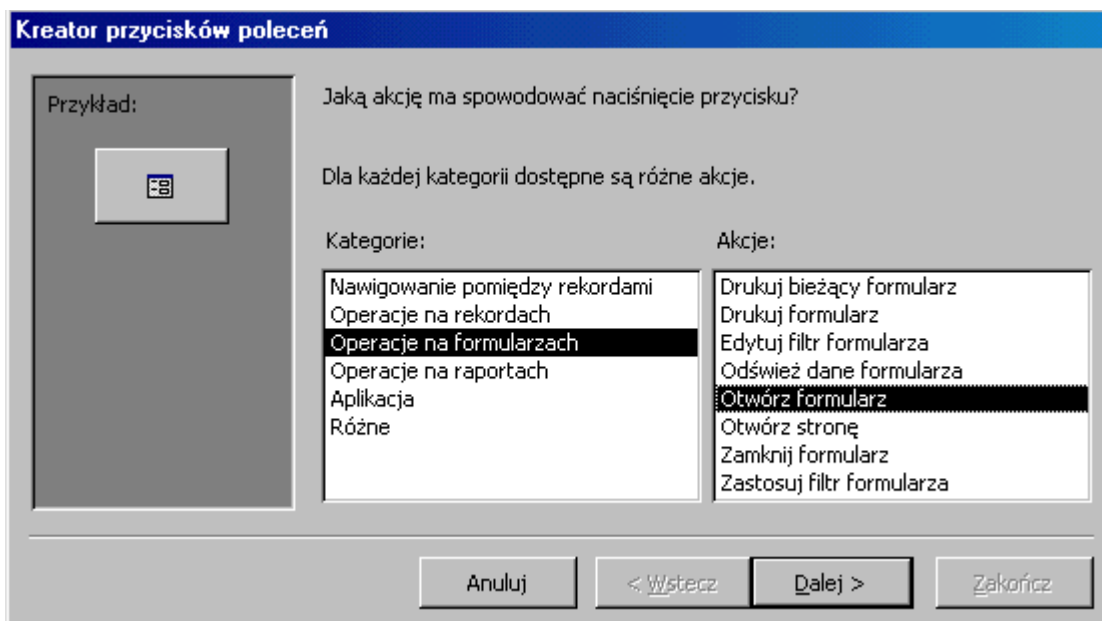 Kreator przycisków poleceń
Przykład:
Jaką akcję ma spowodować naciśnięcie przycisku?
Dla każdej kategorii dostępne są różne akcje.
Kategorie:
Nawigowanie pomiędzy rekordami
Operacje na rekordach
Operacje na formularzach
Operacje na raportach
Aplikacja
Różne
Akcje:
Drukuj bieżący formularz
Drukuj formularz
Edytuj filtr formularza
Odśwież dane formularza
Otwórz formularz
Otwórz stronę
Zamknij formularz
Zastosuj filtr formularza
Anuluj
< Wstecz
Dalej >
Zakończ